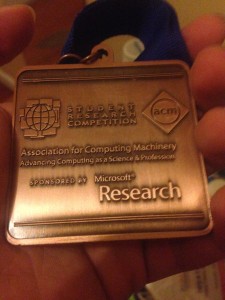 STUDENT
RESEARCH
COMPETITION
acm
Association for Computing Machinery
Advancing Computing as a Science & Profession
SPONSORED BY Microsoft®
Research